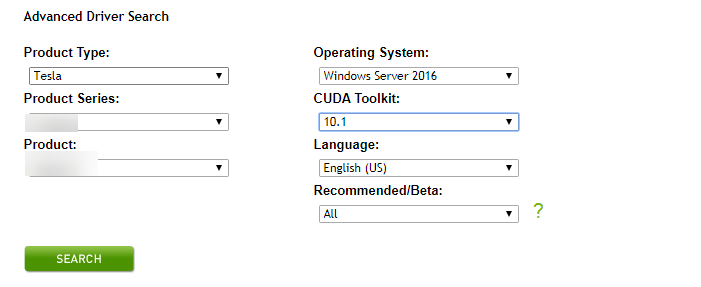 Advanced Driver Search
Product Type:
Tesla
Operating System:
Windows Server 2016
Product Series:
CUDA Toolkit:
10.1
Product:
Language:
English (US)
Recommended/Beta:
All
?
SEARCH